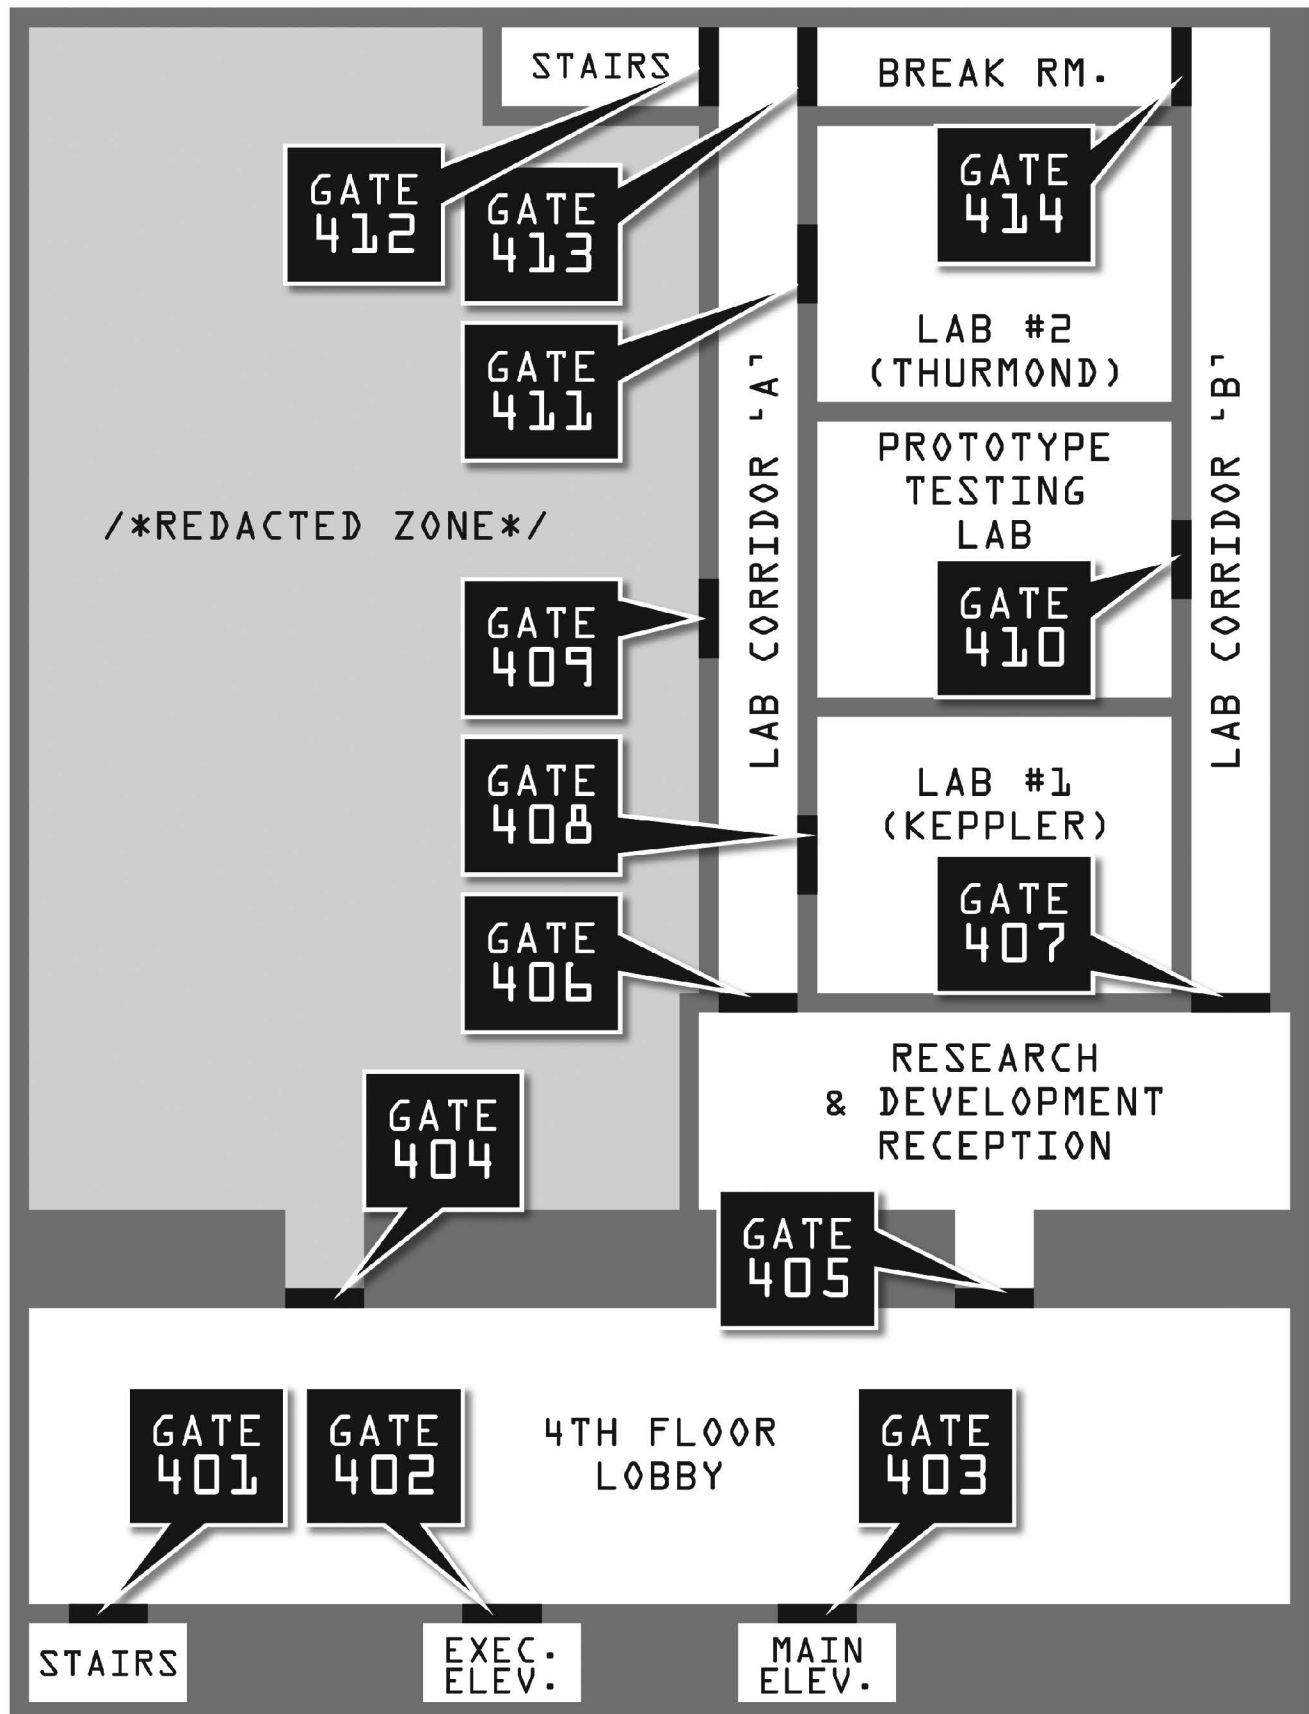 STAIRS
BREAK RM.
GATE
412
GATE
413
GATE
414
GATE
411
LAB #2
(THURMOND)
LAB CORRIDOR 'A'
LAB CORRIDOR 'B'
PROTOTYPE
TESTING
LAB
/*REDACTED ZONE*/
GATE
409
GATE
410
GATE
408
LAB #1
(KEPPLER)
GATE
406
GATE
407
RESEARCH
& DEVELOPMENT
RECEPTION
GATE
404
GATE
405
GATE
401
GATE
402
4TH FLOOR
LOBBY
GATE
403
STAIRS
EXEC.
ELEV.
MAIN
ELEV.